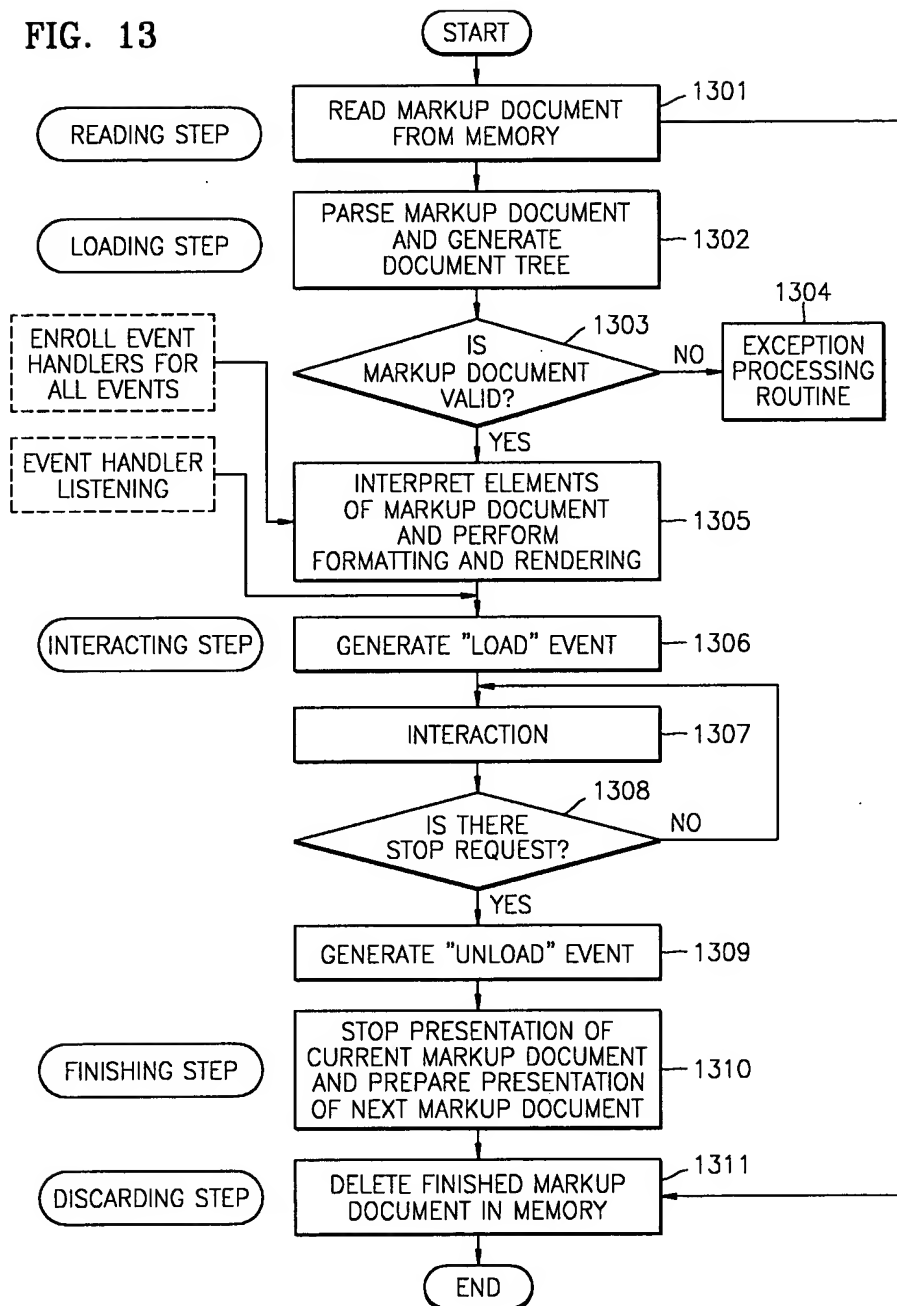 FIG. 13
START
READING STEP
READ MARKUP DOCUMENT
FROM MEMORY
1301
LOADING STEP
PARSE MARKUP DOCUMENT
AND GENERATE
DOCUMENT TREE
1302
IS
MARKUP DOCUMENT
VALID?
1303
NO
1304
EXCEPTION
PROCESSING
ROUTINE
YES
ENROLL EVENT
HANDLERS FOR
ALL EVENTS
EVENT HANDLER
LISTENING
INTERPRET ELEMENTS
OF MARKUP DOCUMENT
AND PERFORM
FORMATTING AND RENDERING
1305
INTERACTING STEP
GENERATE "LOAD" EVENT
1306
INTERACTION
1307
IS THERE
STOP REQUEST?
1308
NO
YES
GENERATE "UNLOAD" EVENT
1309
FINISHING STEP
STOP PRESENTATION OF
CURRENT MARKUP DOCUMENT
AND PREPARE PRESENTATION
OF NEXT MARKUP DOCUMENT
1310
DISCARDING STEP
DELETE FINISHED MARKUP
DOCUMENT IN MEMORY
1311
END